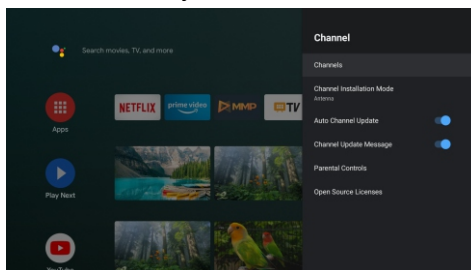 Search movies, TV, and more
Apps
NETFLIX
prime video
MMP
TV
Play Next
YouTube
Channel
Channels
Channel Installation Mode
Antenna
Auto Channel Update
Channel Update Message
Parental Controls
Open Source Licenses